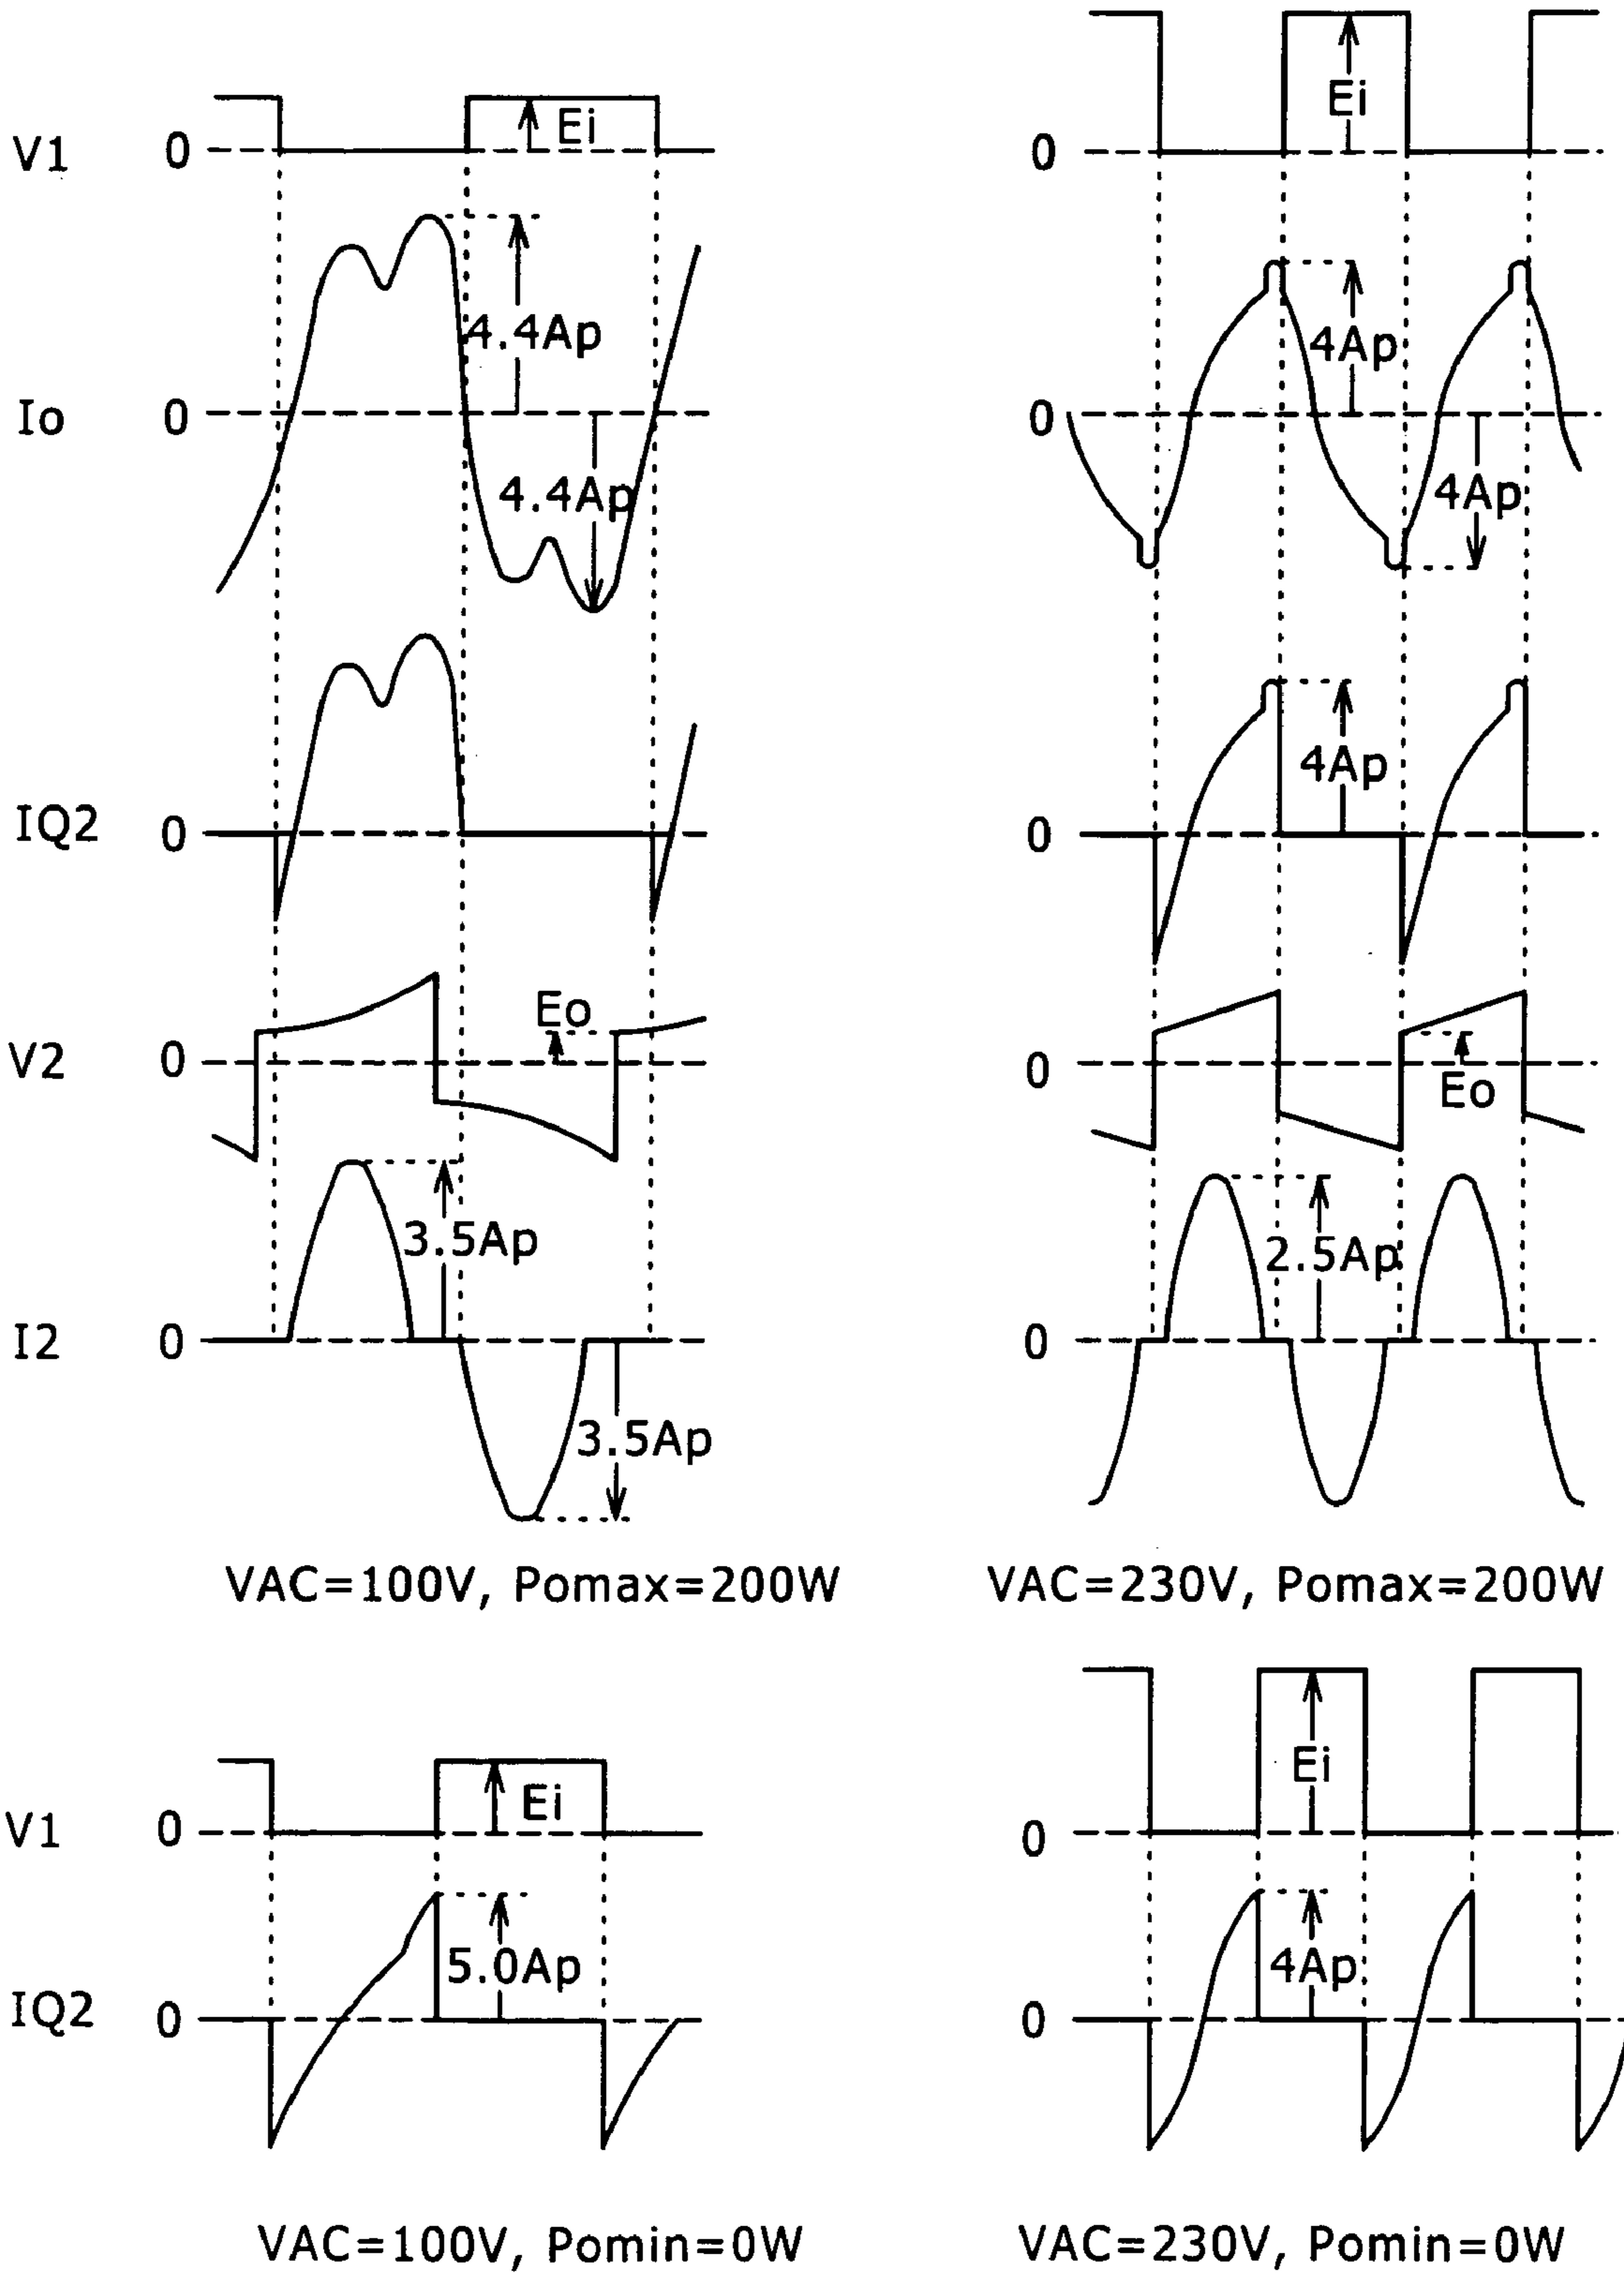 V1 0 Ei 0 Ei
Io 0 4.4Ap 4.4Ap 0 4Ap 4Ap
IQ2 0 0 4Ap
V2 0 Eo 0 Eo
I2 0 3.5Ap 3.5Ap 0 2.5Ap
VAC=100V, Pomax=200W VAC=230V, Pomax=200W
V1 0 Ei 0 Ei
IQ2 0 5.0Ap 0 4Ap
VAC=100V, Pomin=0W VAC=230V, Pomin=0W